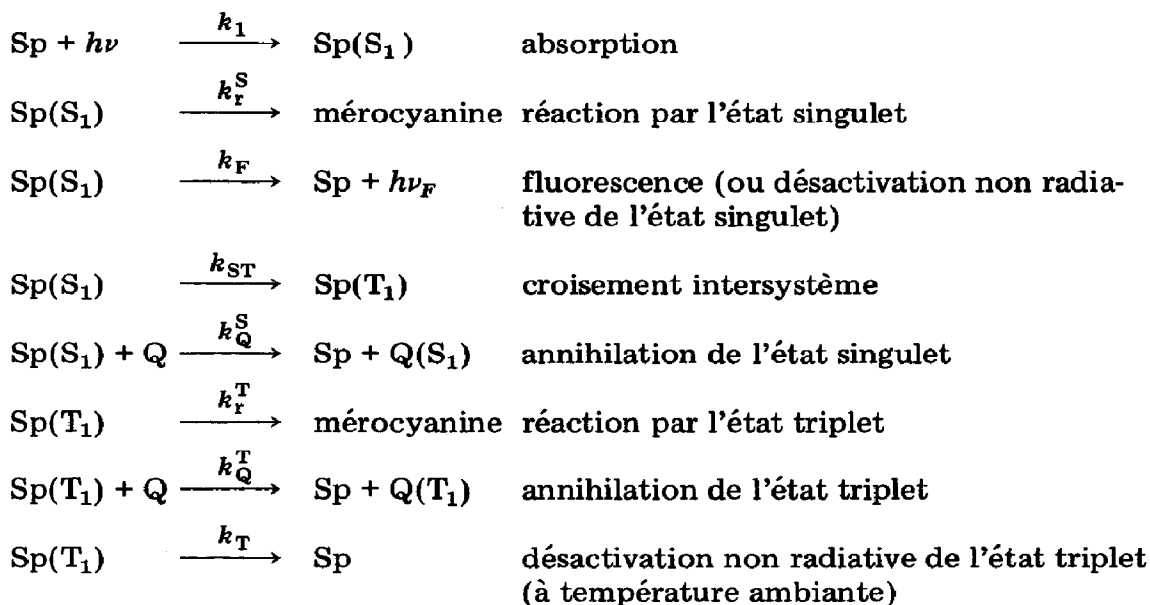 Sp + hν —k₁→ Sp(S₁) absorption
Sp(S₁) —kᵣˢ→ mérocyanine réaction par l'état singulet
Sp(S₁) —k_F→ Sp + hν_F fluorescence (ou désactivation non radia-
tive de l'état singulet)
Sp(S₁) —k_ST→ Sp(T₁) croisement intersystème
Sp(S₁) + Q —k_Q^S→ Sp + Q(S₁) annihilation de l'état singulet
Sp(T₁) —k_r^T→ mérocyanine réaction par l'état triplet
Sp(T₁) + Q —k_Q^T→ Sp + Q(T₁) annihilation de l'état triplet
Sp(T₁) —k_T→ Sp désactivation non radiative de l'état triplet
(à température ambiante)